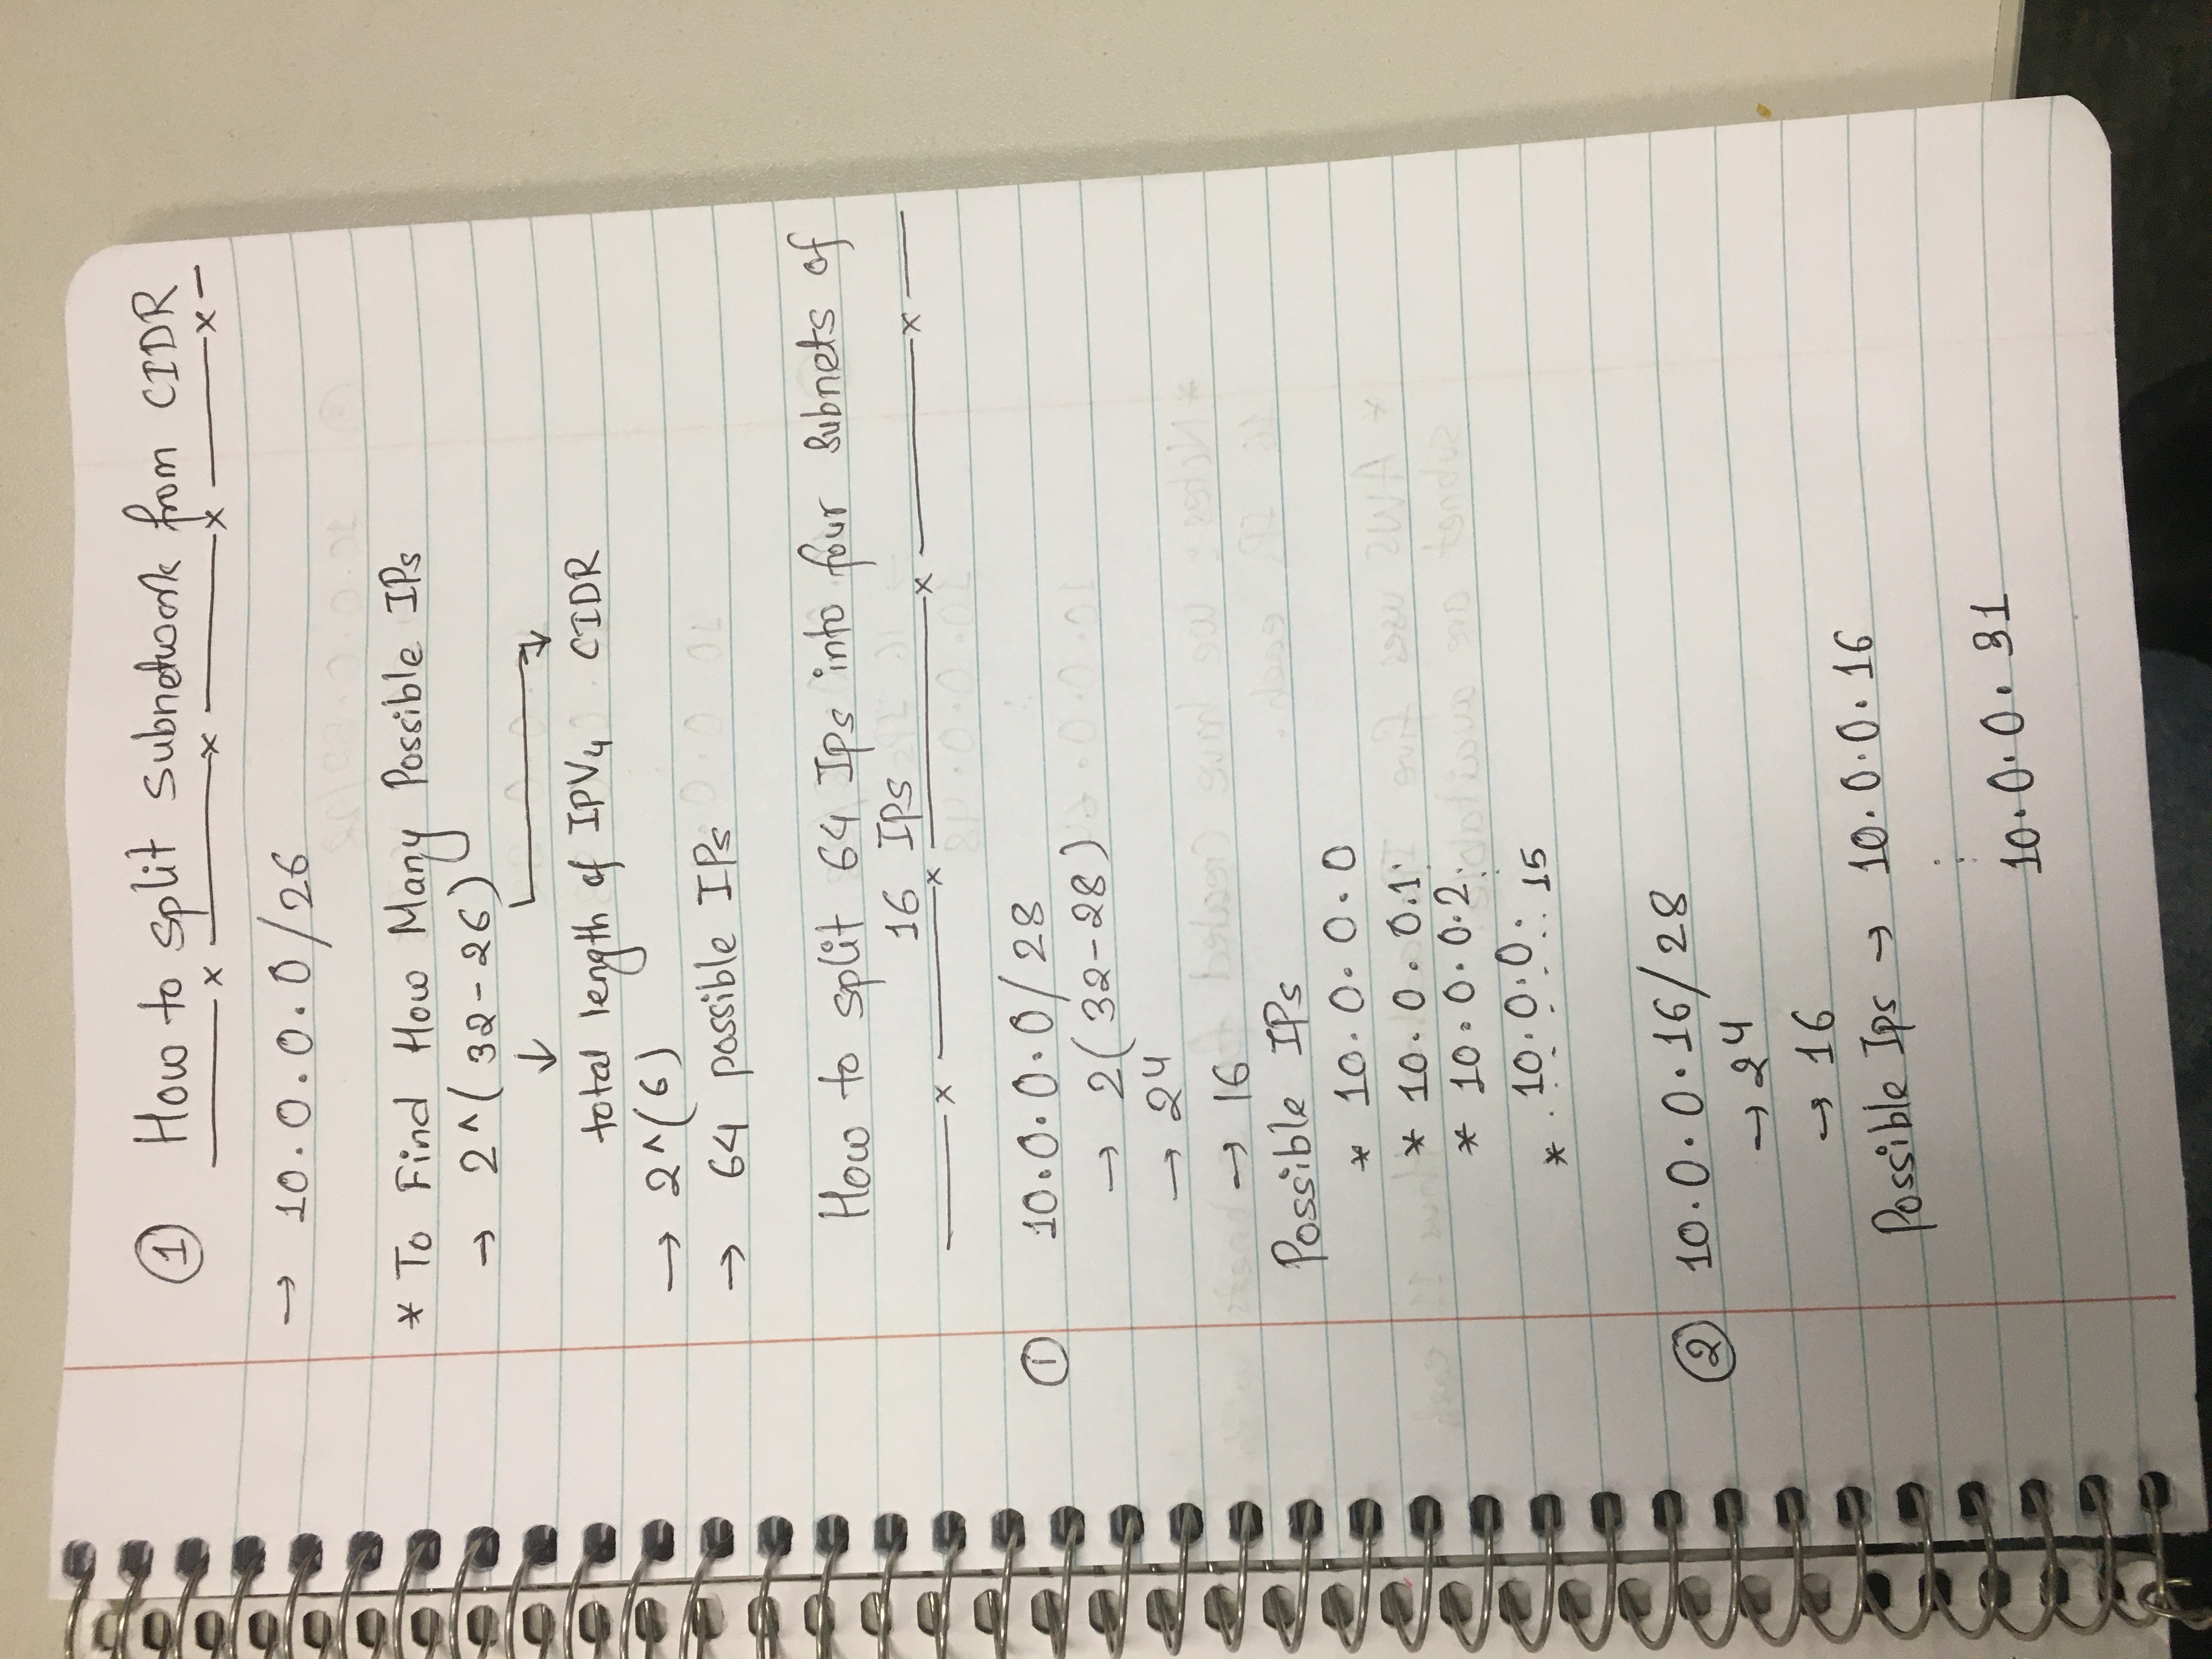 ① How to split subnetwork from CIDR
→ 10.0.0.0/26
* To Find How Many Possible IPs
→ 2^(32-26)
total length of IPV4 CIDR
→ 2^(6)
→ 64 possible IPs
How to split 64 Ips into four subnets of
16 IPs
① 10.0.0.0/28
→ 2(32-28)
→ 2⁴
→ 16
Possible IPs
* 10.0.0.0
* 10.0.0.1
* 10.0.0.2
* 10.0.0. 15
② 10.0.0.16/28
→ 2⁴
→ 16
Possible Ips → 10.0.0.16
:
10.0.0.31